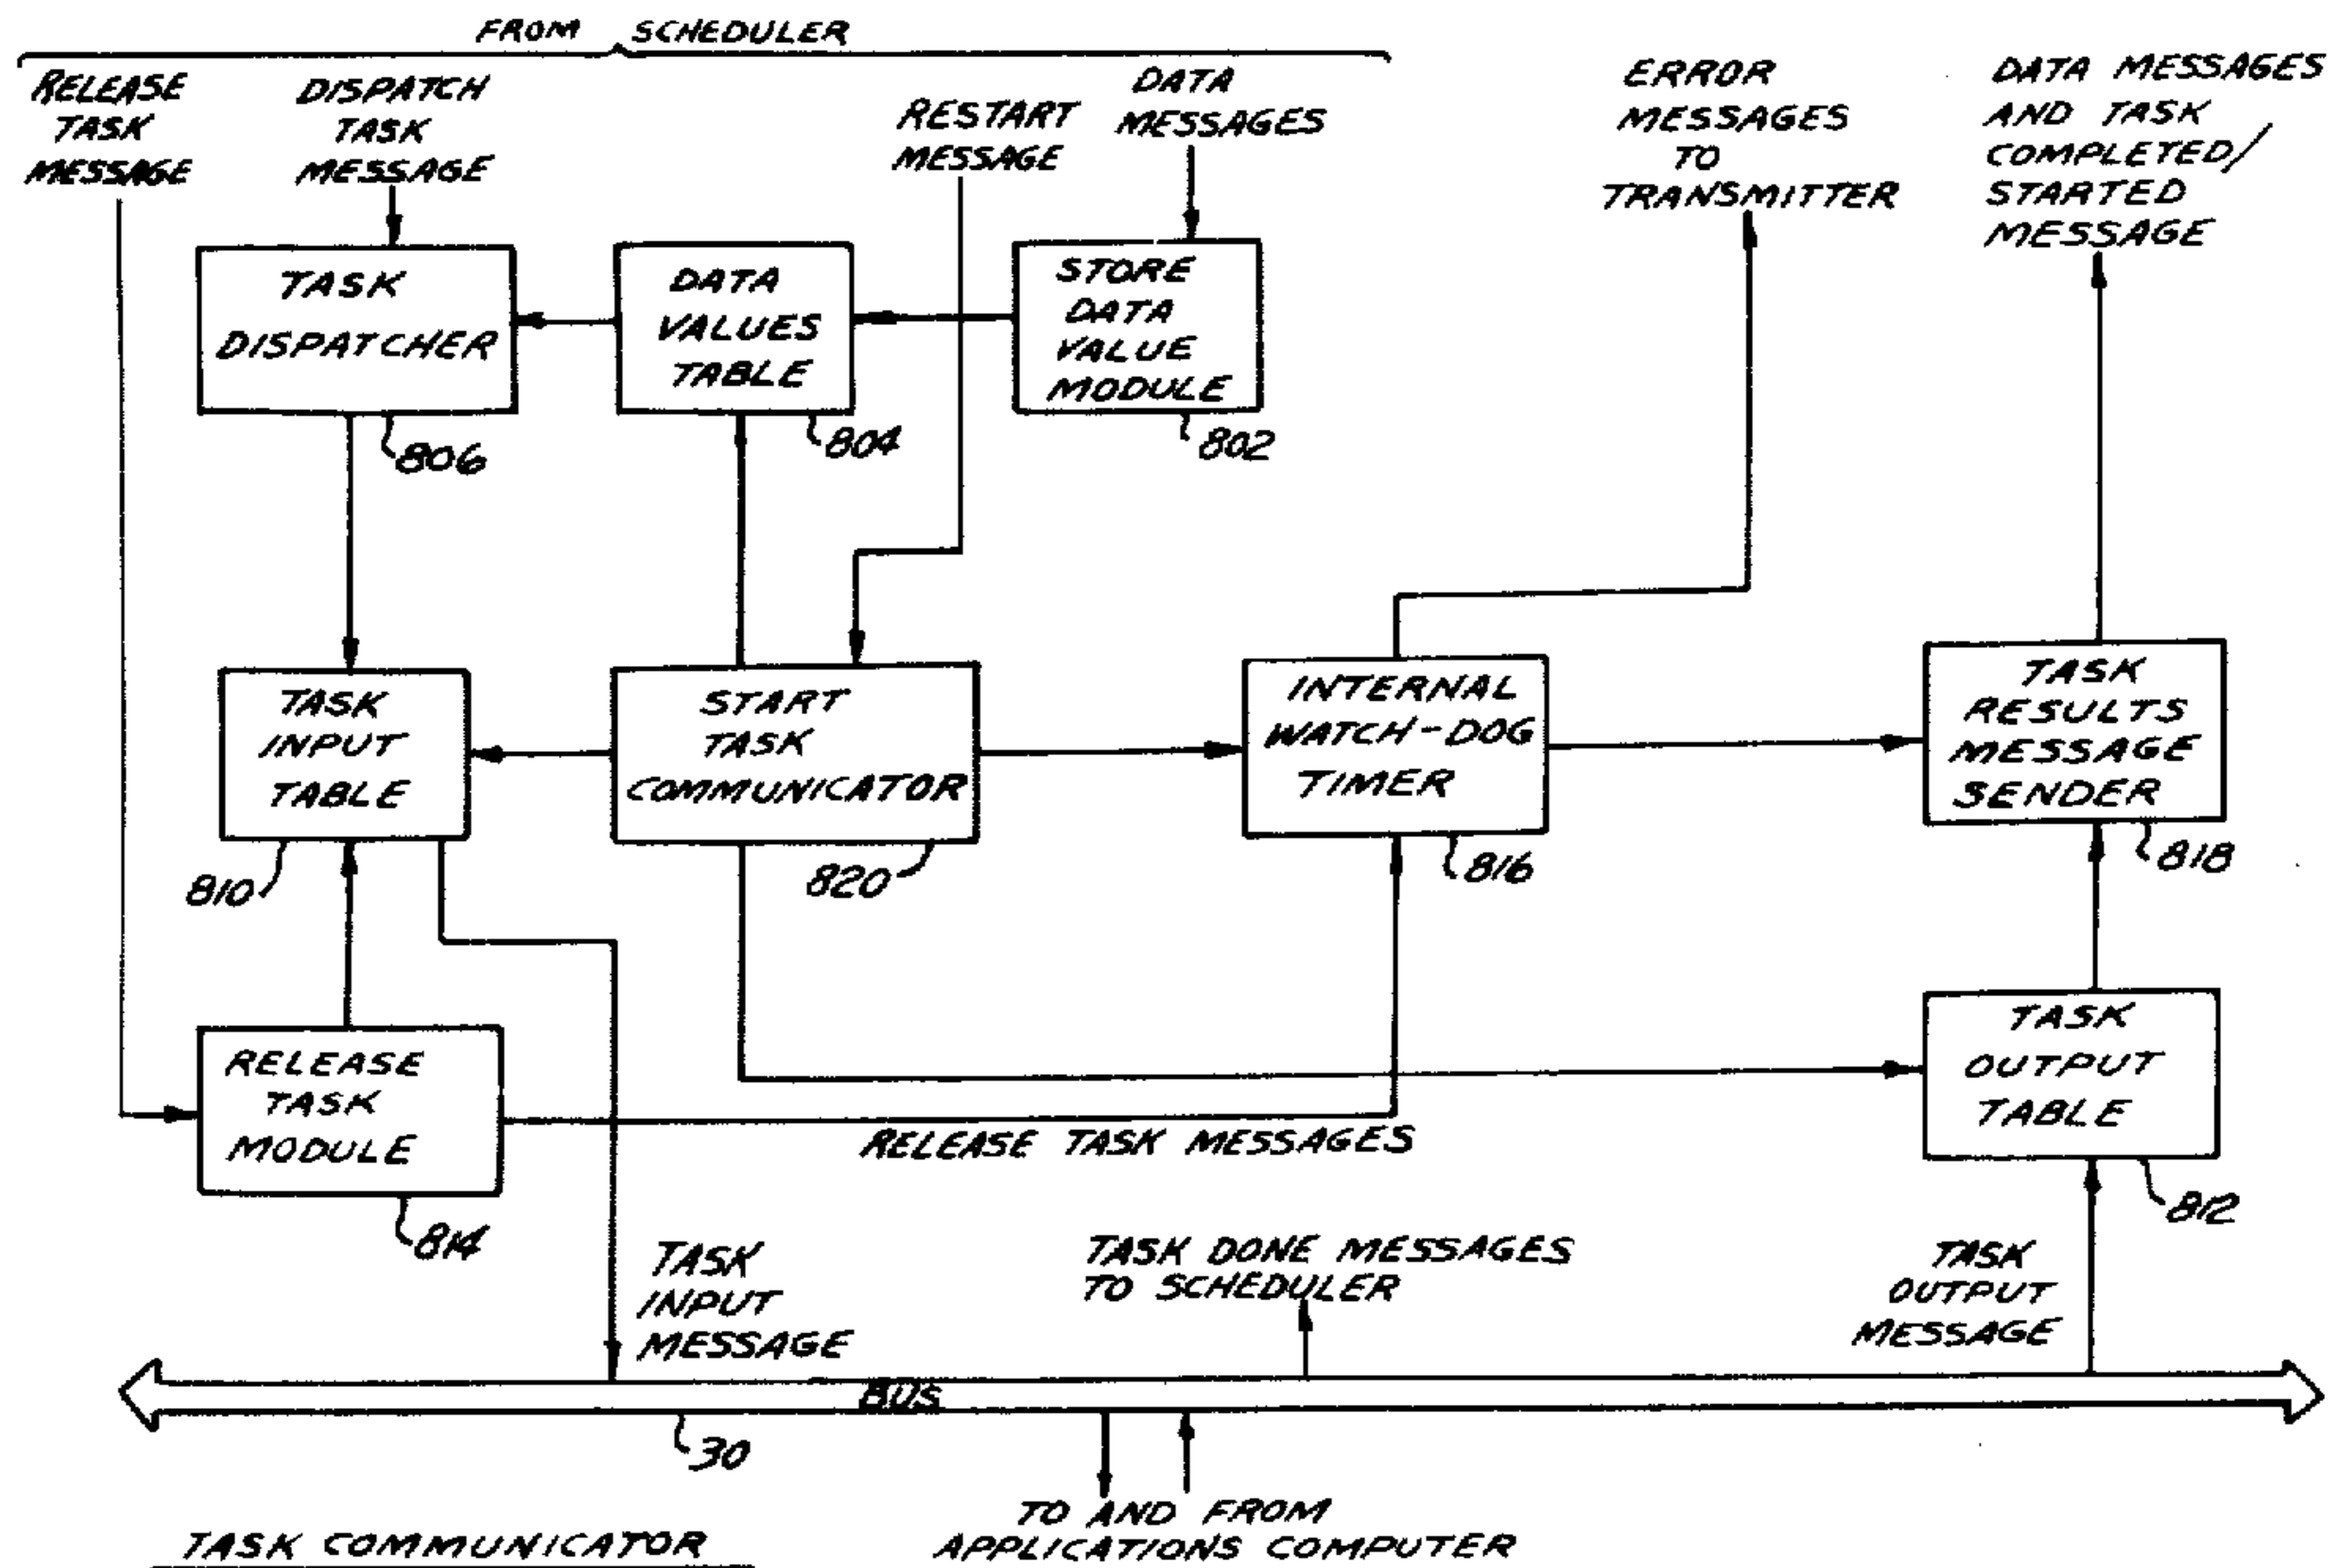 FROM SCHEDULER
RELEASE
TASK
MESSAGE
DISPATCH
TASK
MESSAGE
RESTART
MESSAGE
DATA
MESSAGES
ERROR
MESSAGES
TO
TRANSMITTER
DATA MESSAGES
AND TASK
COMPLETED/
STARTED
MESSAGE
TASK
DISPATCHER
806
DATA
VALUES
TABLE
804
STORE
DATA
VALUE
MODULE
802
TASK
INPUT
TABLE
810
START
TASK
COMMUNICATOR
820
INTERNAL
WATCH-DOG
TIMER
816
TASK
RESULTS
MESSAGE
SENDER
818
RELEASE
TASK
MODULE
814
RELEASE TASK MESSAGES
TASK
OUTPUT
TABLE
812
TASK
INPUT
MESSAGE
TASK DONE MESSAGES
TO SCHEDULER
TASK
OUTPUT
MESSAGE
BUS
30
TO AND FROM
APPLICATIONS COMPUTER
TASK COMMUNICATOR